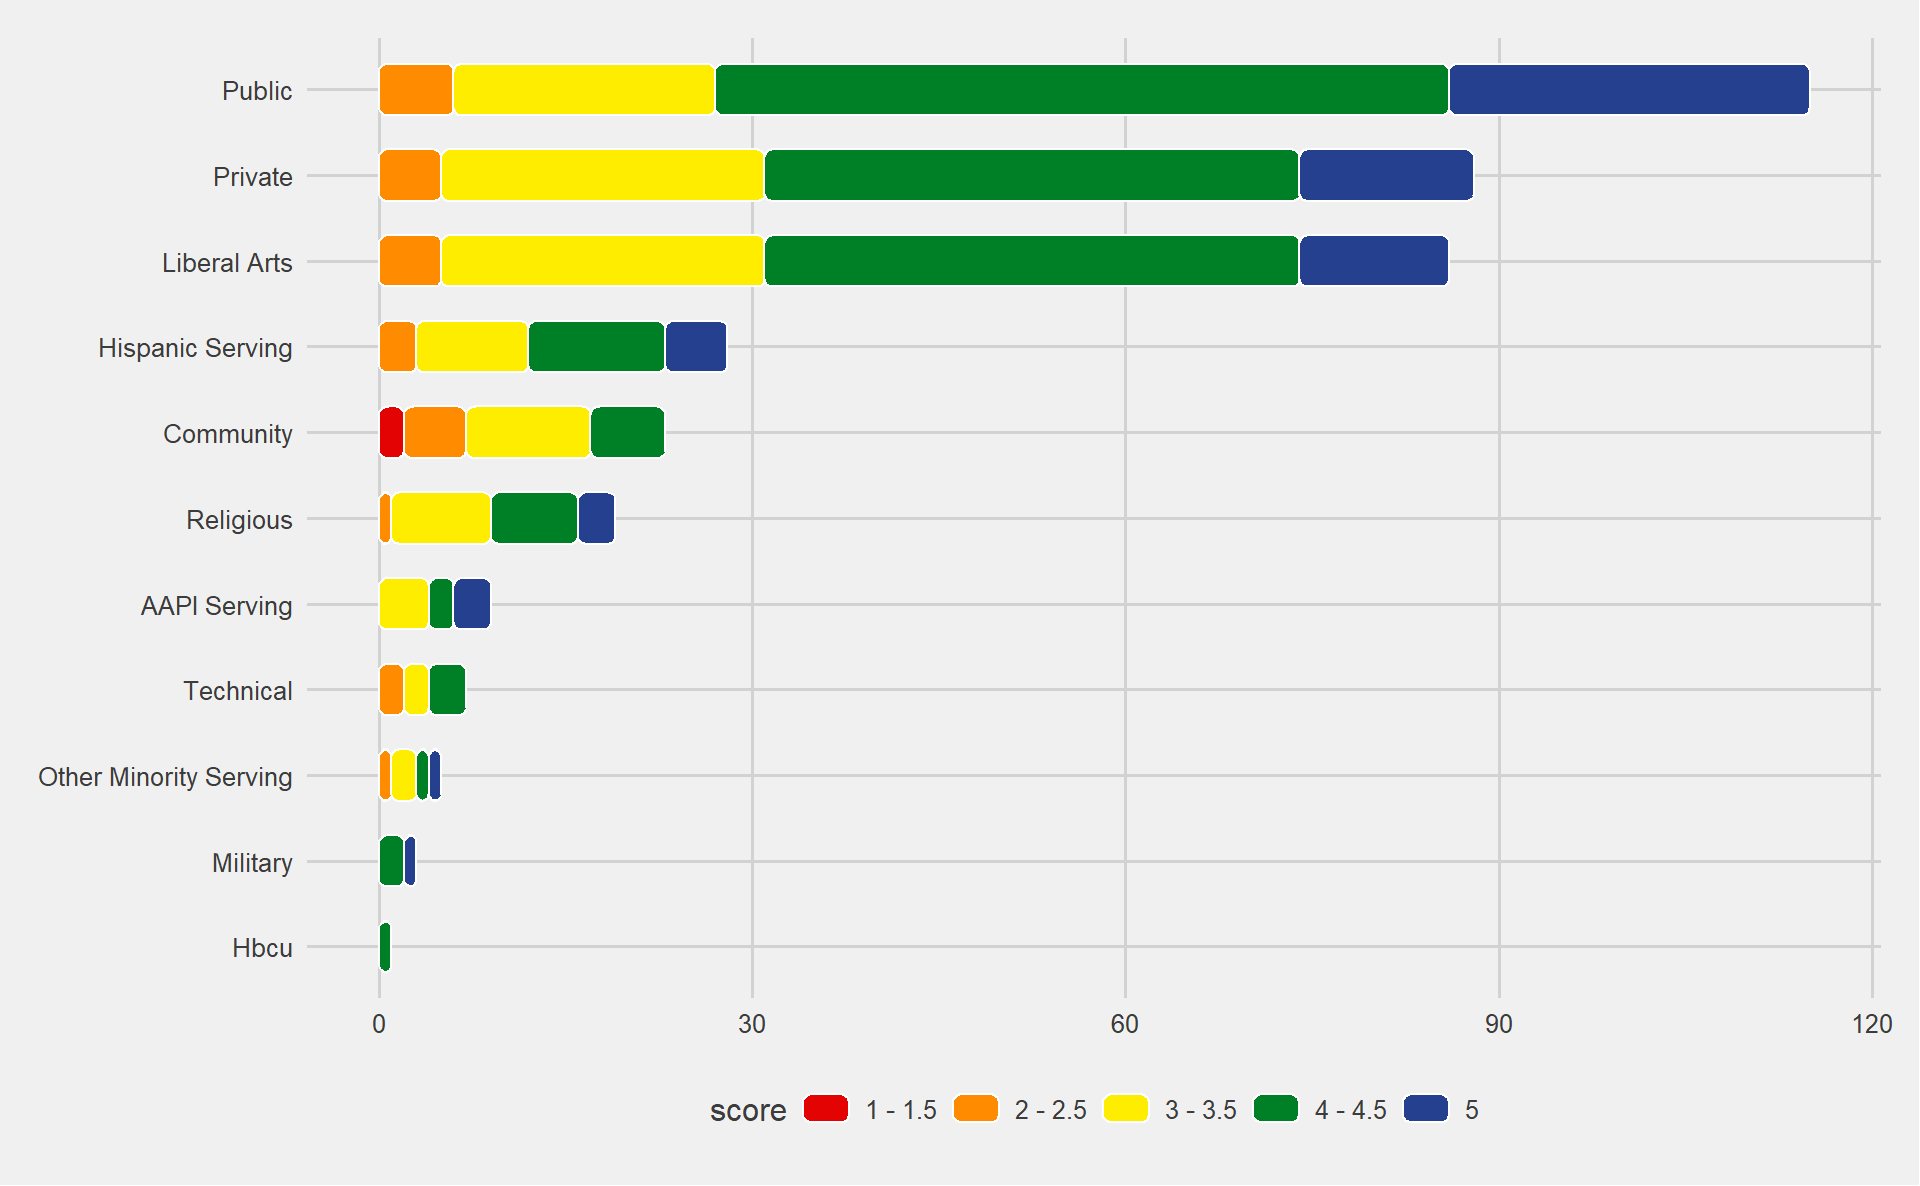 Public
Private
Liberal Arts
Hispanic Serving
Community
Religious
AAPI Serving
Technical
Other Minority Serving
Military
Hbcu
0 30 60 90 120
score 1 - 1.5 2 - 2.5 3 - 3.5 4 - 4.5 5